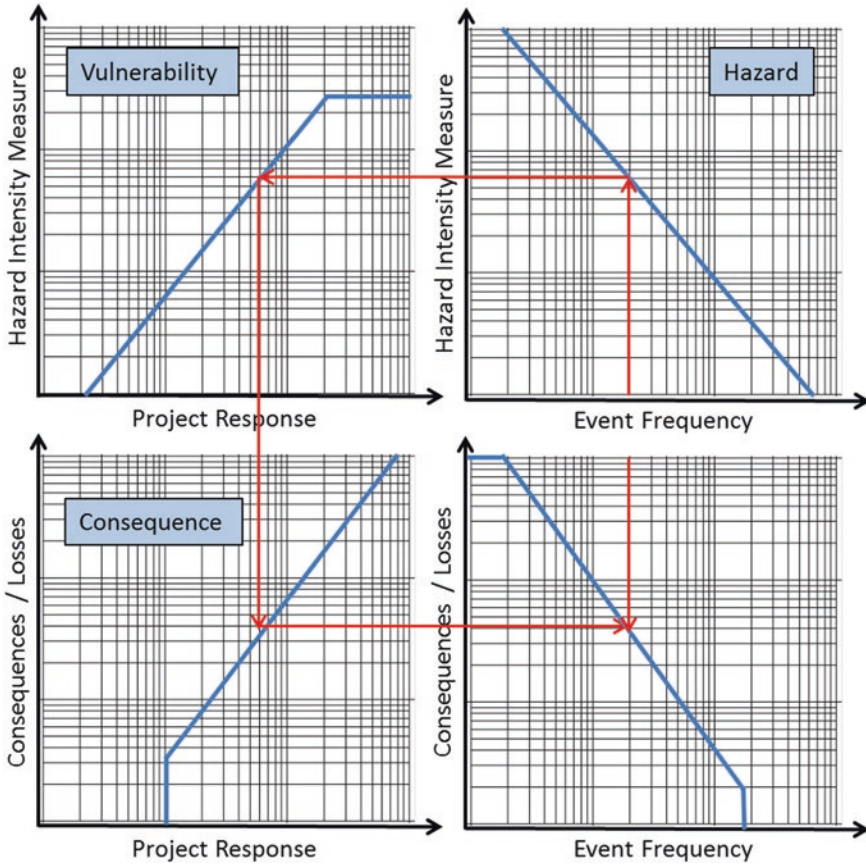 Vulnerability
Hazard Intensity Measure
Project Response
Hazard
Hazard Intensity Measure
Event Frequency
Consequence
Consequences / Losses
Project Response
Consequences / Losses
Event Frequency